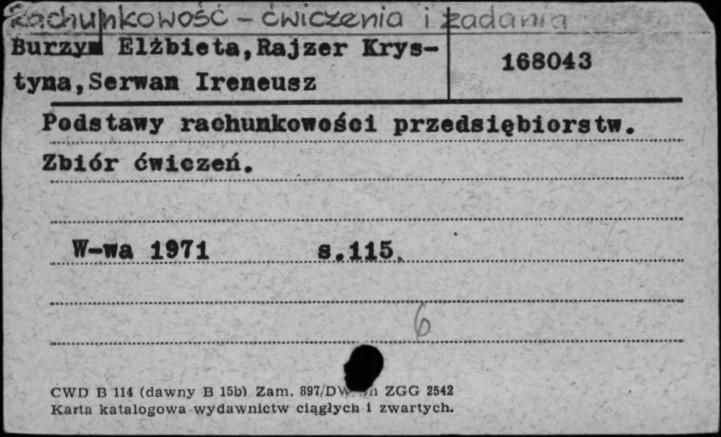 Rachunkowość - ćwiczenia i zadania
Burzym Elżbieta,Rajzer Krys-
tyna,Serwan Ireneusz
168043
Podstawy rachunkowości przedsiębiorstw.
Zbiór ćwiczeń.
W-wa 1971 s.115.
6
CWD B 114 (dawny B 15b) Zam. 897/DW ZGG 2542
Karta katalogowa wydawnictw ciągłych i zwartych.